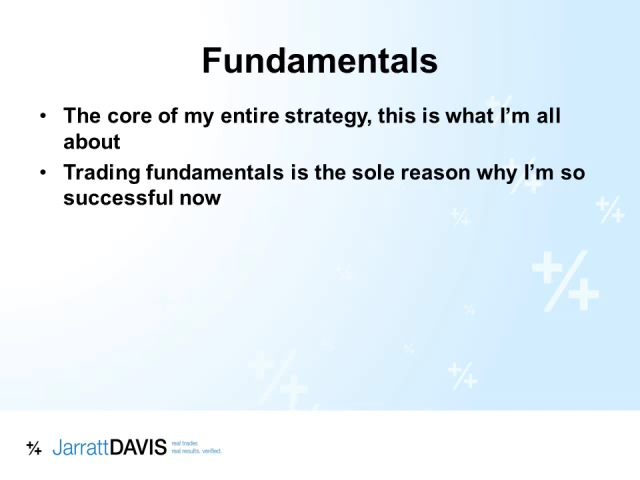 Fundamentals
• The core of my entire strategy, this is what I’m all
about
• Trading fundamentals is the sole reason why I’m so
successful now
JarrattDAVIS
real trades.
real results. verified.